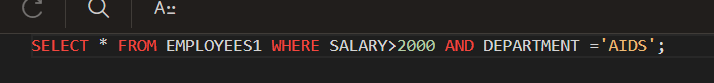 A::
SELECT * FROM EMPLOYEES1 WHERE SALARY>2000 AND DEPARTMENT ='AIDS';